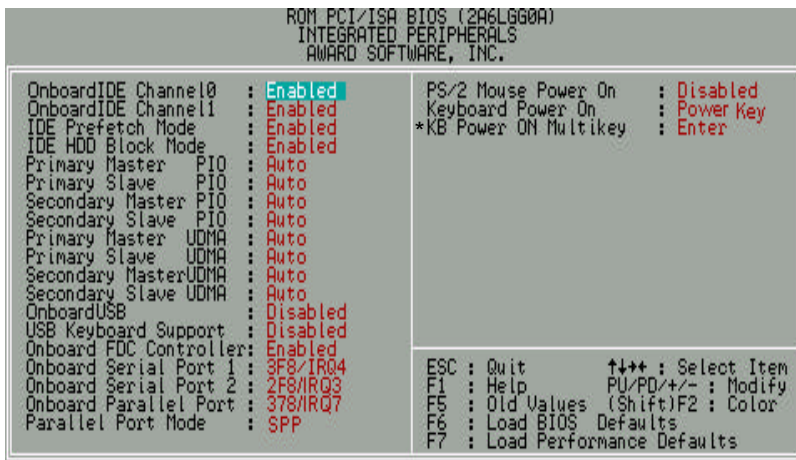 ROM PCI/ISA BIOS (2A6LGG0A)
INTEGRATED PERIPHERALS
AWARD SOFTWARE, INC.
OnboardIDE Channel0 : Enabled
OnboardIDE Channel1 : Enabled
IDE Prefetch Mode : Enabled
IDE HDD Block Mode : Enabled
Primary Master PIO : Auto
Primary Slave PIO : Auto
Secondary Master PIO : Auto
Secondary Slave PIO : Auto
Primary Master UDMA : Auto
Primary Slave UDMA : Auto
Secondary MasterUDMA : Auto
Secondary Slave UDMA : Auto
OnboardUSB : Disabled
USB Keyboard Support : Disabled
Onboard FDC Controller: Enabled
Onboard Serial Port 1 : 3F8/IRQ4
Onboard Serial Port 2 : 2F8/IRQ3
Onboard Parallel Port : 378/IRQ7
Parallel Port Mode : SPP
PS/2 Mouse Power On : Disabled
Keyboard Power On : Power Key
*KB Power ON Multikey : Enter
ESC : Quit ↑↓→← : Select Item
F1 : Help PU/PD/+/- : Modify
F5 : Old Values (Shift)F2 : Color
F6 : Load BIOS Defaults
F7 : Load Performance Defaults